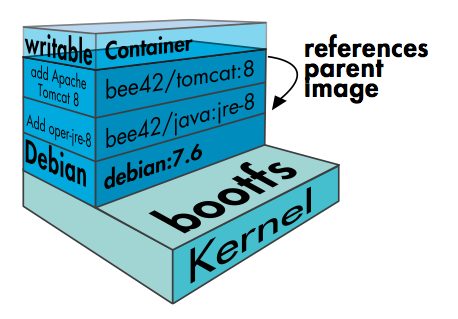 writable
Container
references
parent
image
add Apache
Tomcat 8
bee42/tomcat:8
Add oper-jre-8
bee42/java:jre-8
Debian
debian:7.6
bootfs
Kernel